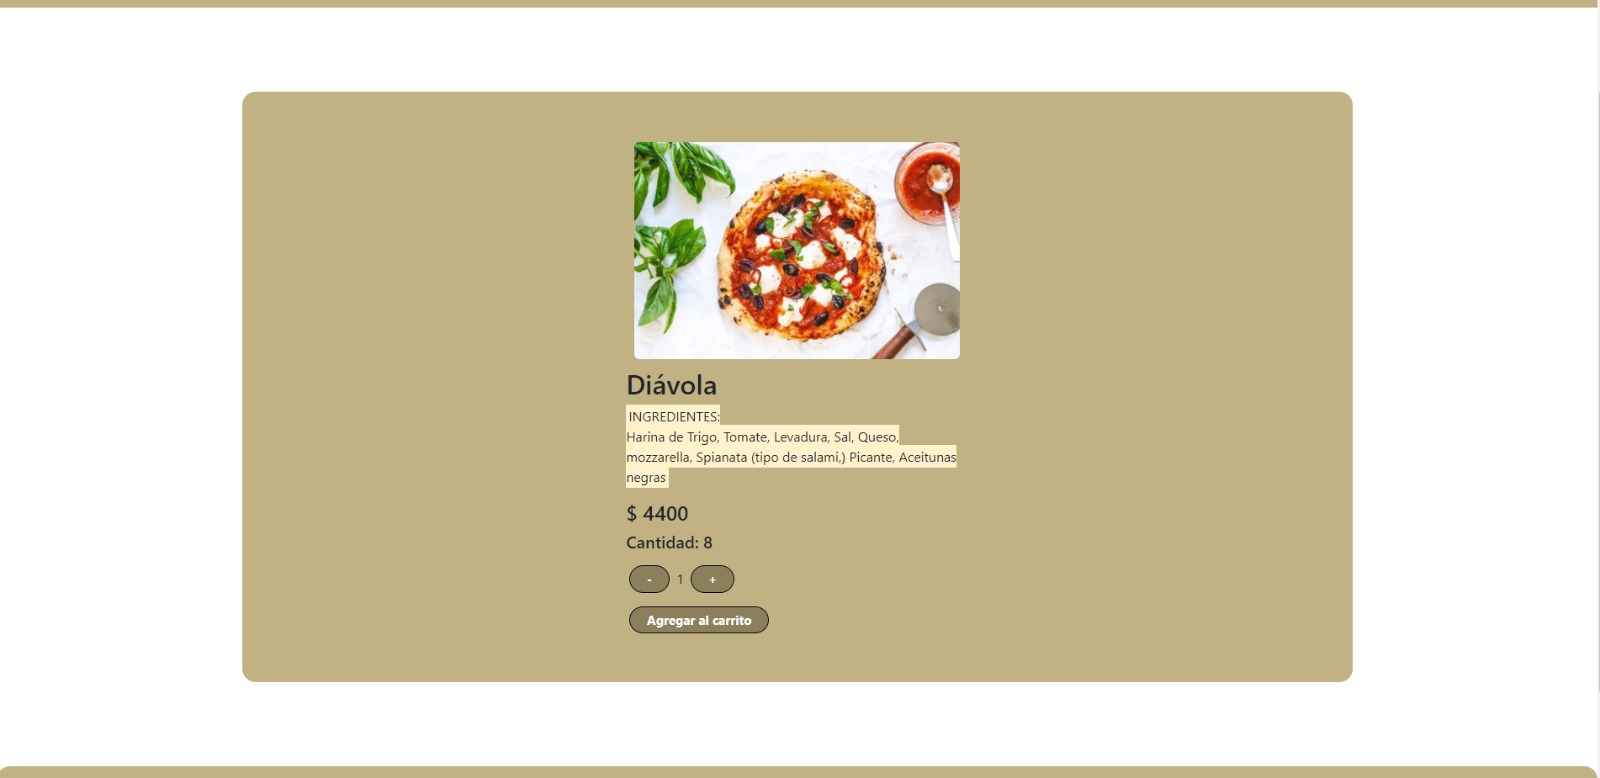 Diávola
INGREDIENTES:
Harina de Trigo, Tomate, Levadura, Sal, Queso,
mozzarella, Spianata (tipo de salami,) Picante, Aceitunas
negras
$ 4400
Cantidad: 8
- 1 +
Agregar al carrito